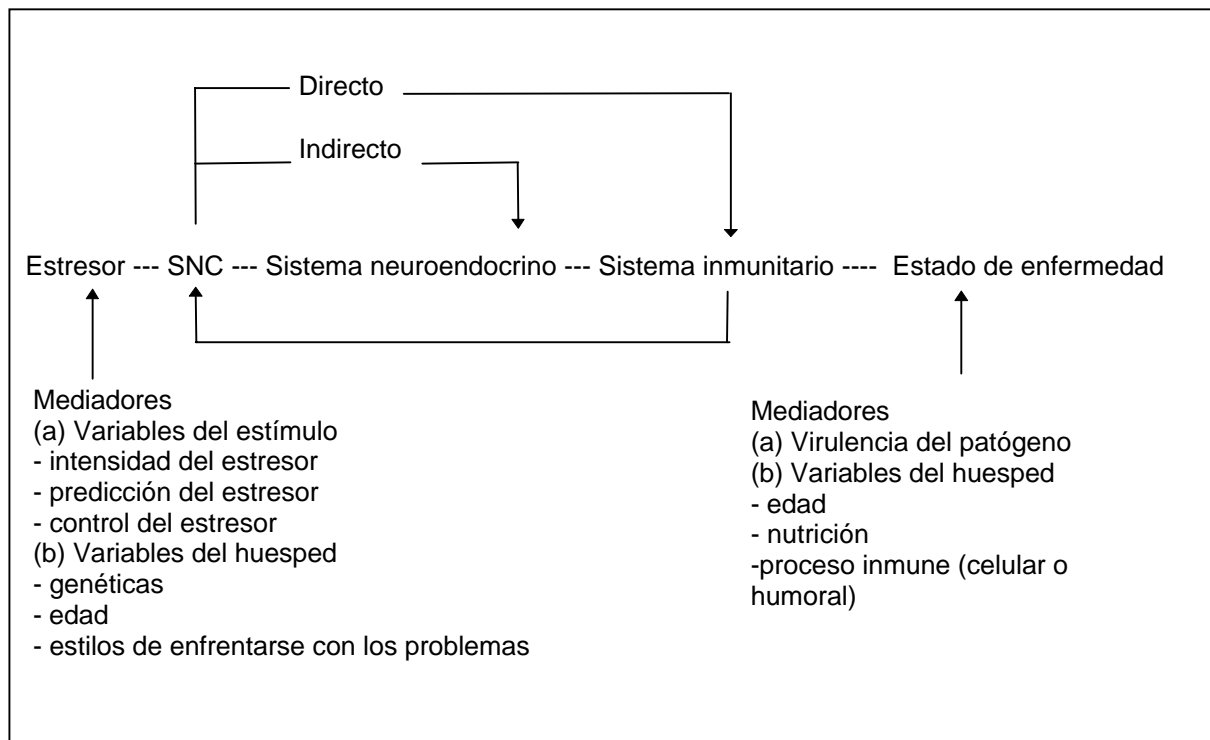 Directo
Indirecto
Estresor --- SNC --- Sistema neuroendocrino --- Sistema inmunitario ---- Estado de enfermedad
Mediadores
(a) Variables del estímulo
- intensidad del estresor
- predicción del estresor
- control del estresor
(b) Variables del huesped
- genéticas
- edad
- estilos de enfrentarse con los problemas
Mediadores
(a) Virulencia del patógeno
(b) Variables del huesped
- edad
- nutrición
-proceso inmune (celular o
humoral)